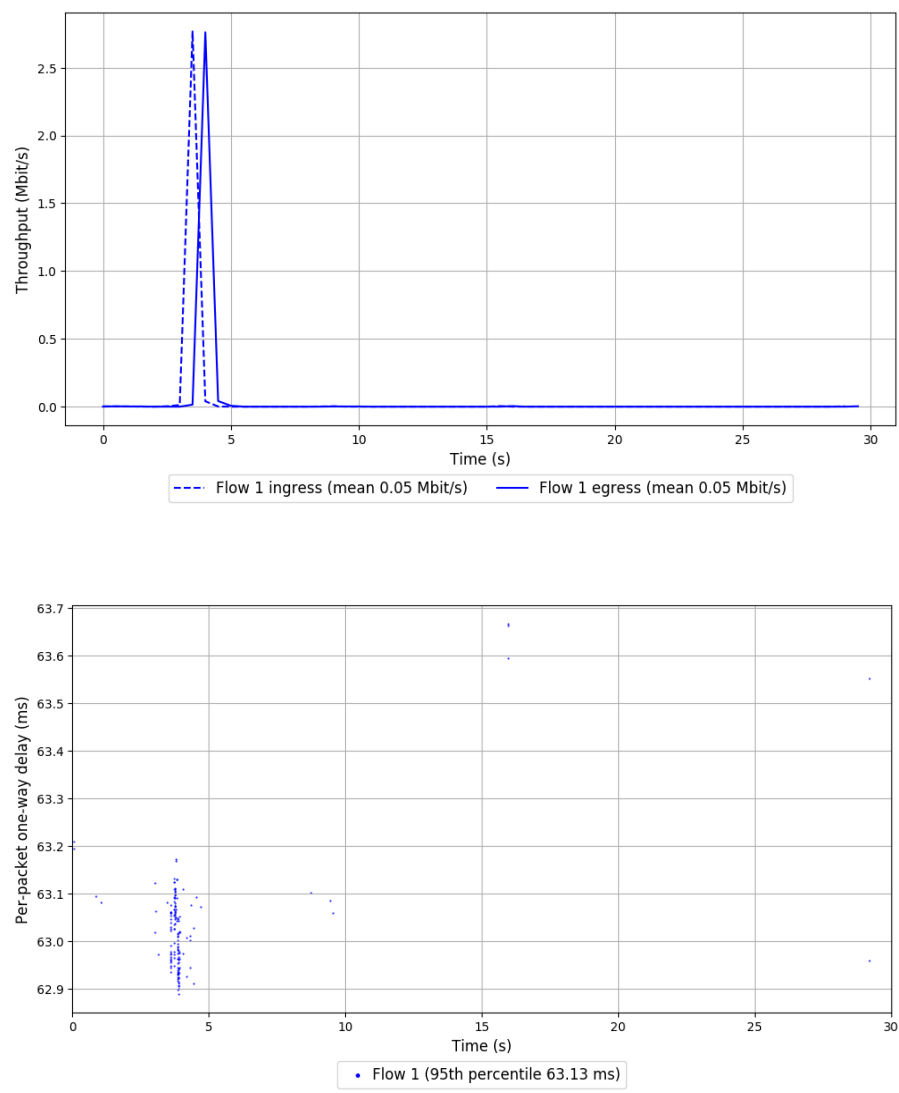 2.5
2.0
1.5
1.0
0.5
0.0
Throughput (Mbit/s)
0 5 10 15 20 25 30
Time (s)
Flow 1 ingress (mean 0.05 Mbit/s) Flow 1 egress (mean 0.05 Mbit/s)
63.7
63.6
63.5
63.4
63.3
63.2
63.1
63.0
62.9
Per-packet one-way delay (ms)
0 5 10 15 20 25 30
Time (s)
Flow 1 (95th percentile 63.13 ms)